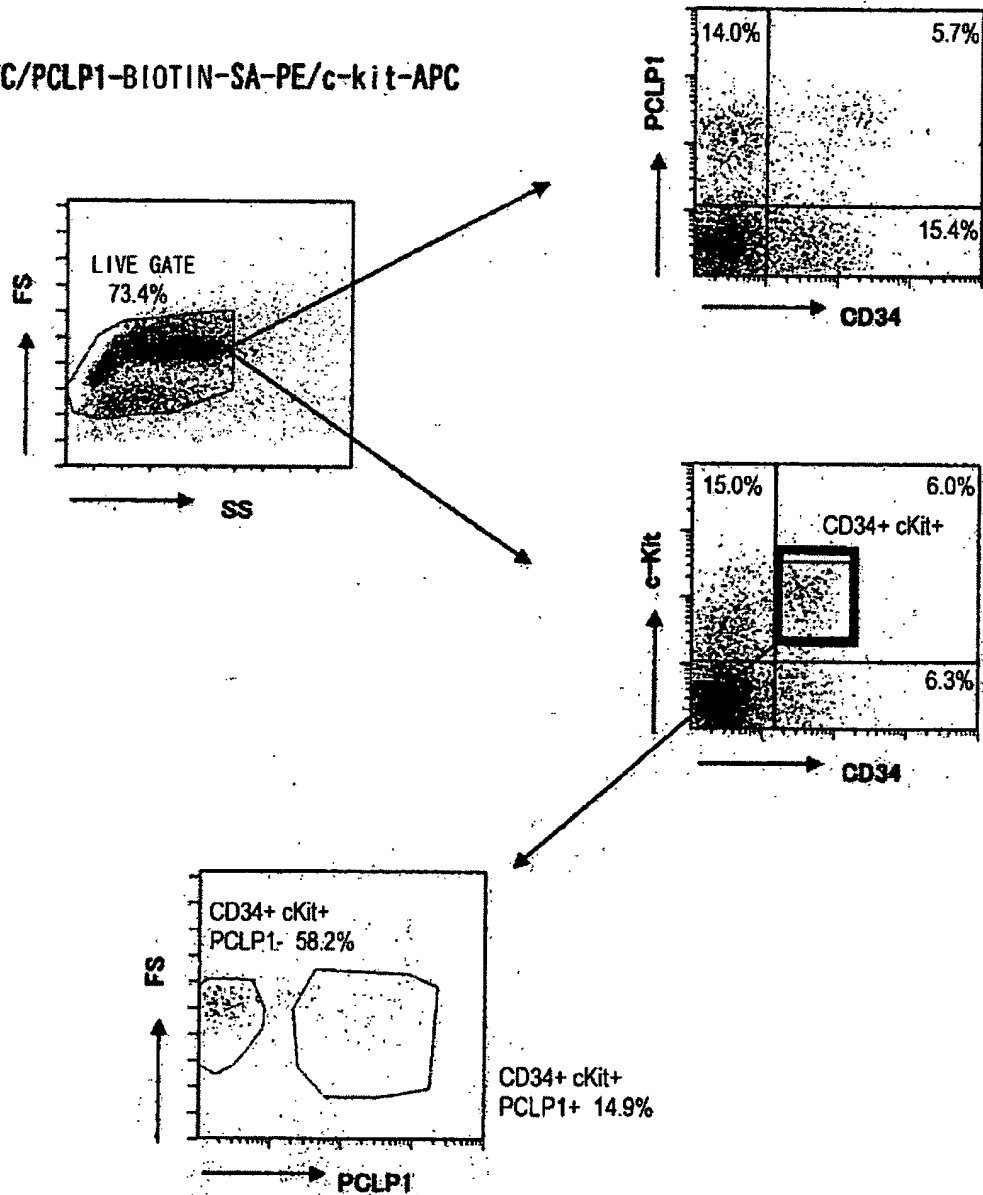 C/PCLP1-BIOTIN-SA-PE/c-kit-APC
14.0%
5.7%
PCLP1
15.4%
CD34
LIVE GATE
73.4%
FS
SS
15.0%
6.0%
CD34+ cKit+
c-Kit
6.3%
CD34
CD34+ cKit+
PCLP1- 58.2%
FS
CD34+ cKit+
PCLP1+ 14.9%
PCLP1